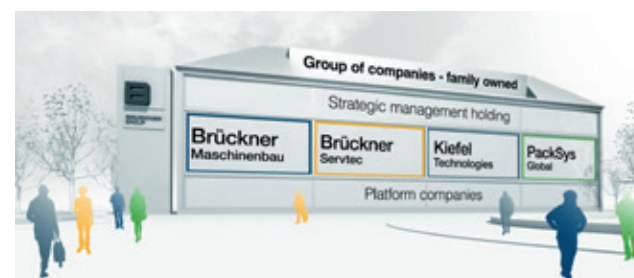 Group of companies - family owned
Strategic management holding
Brückner
Maschinenbau
Brückner
Servtec
Kiefel
Technologies
PackSys
Global
Platform companies